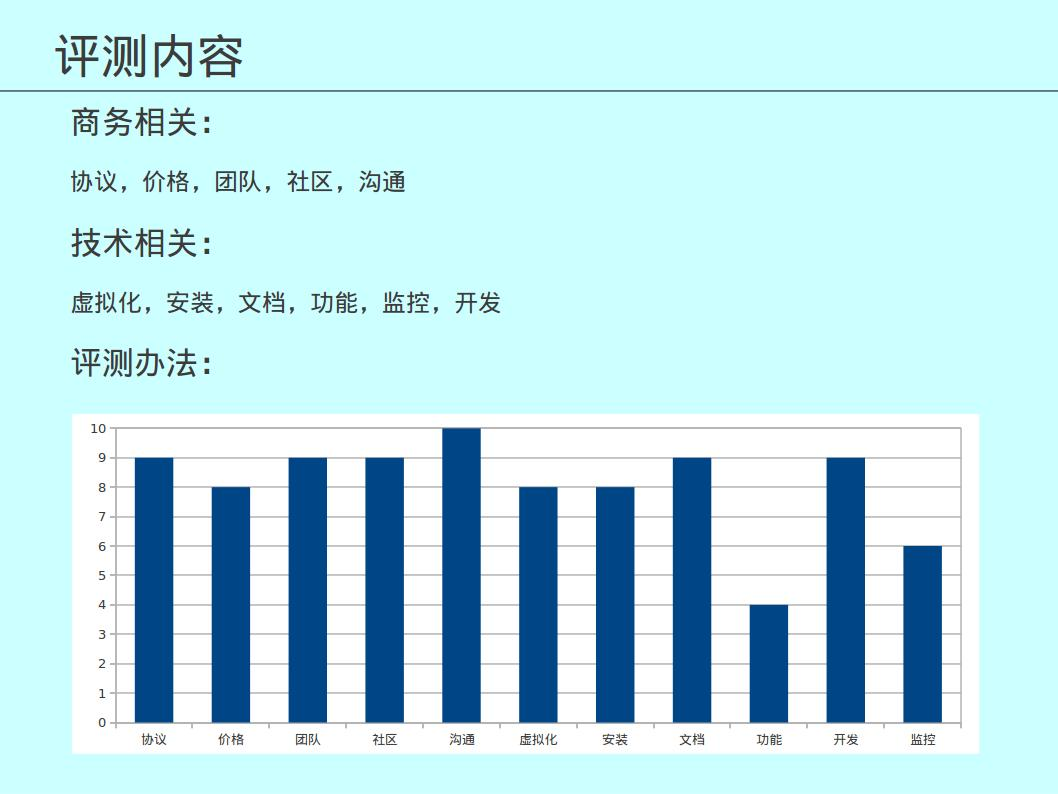 评测内容
商务相关：
协议，价格，团队，社区，沟通
技术相关：
虚拟化，安装，文档，功能，监控，开发
评测办法：
10
9
8
7
6
5
4
3
2
1
0
协议 价格 团队 社区 沟通 虚拟化 安装 文档 功能 开发 监控